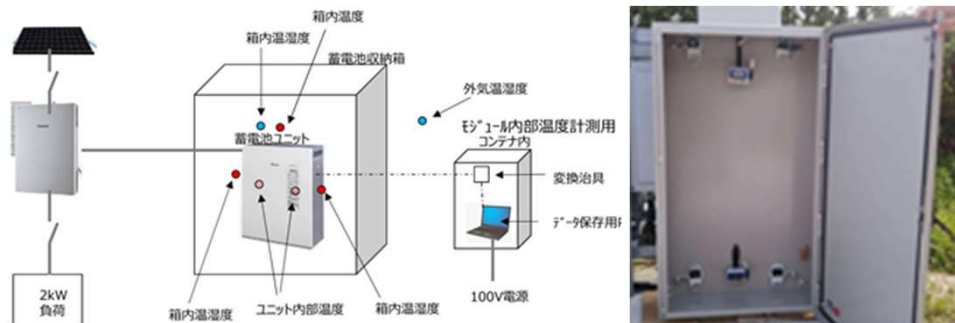 箱内温度
箱内温湿度
蓄電池収納箱
外気温湿度
蓄電池ユニット
ﾓｼﾞｭｰﾙ内部温度計測用
コンテナ内
変換治具
ﾃﾞｰﾀ保存用P
100V電源
2kW
負荷
箱内温湿度
ユニット内部温度
箱内温湿度